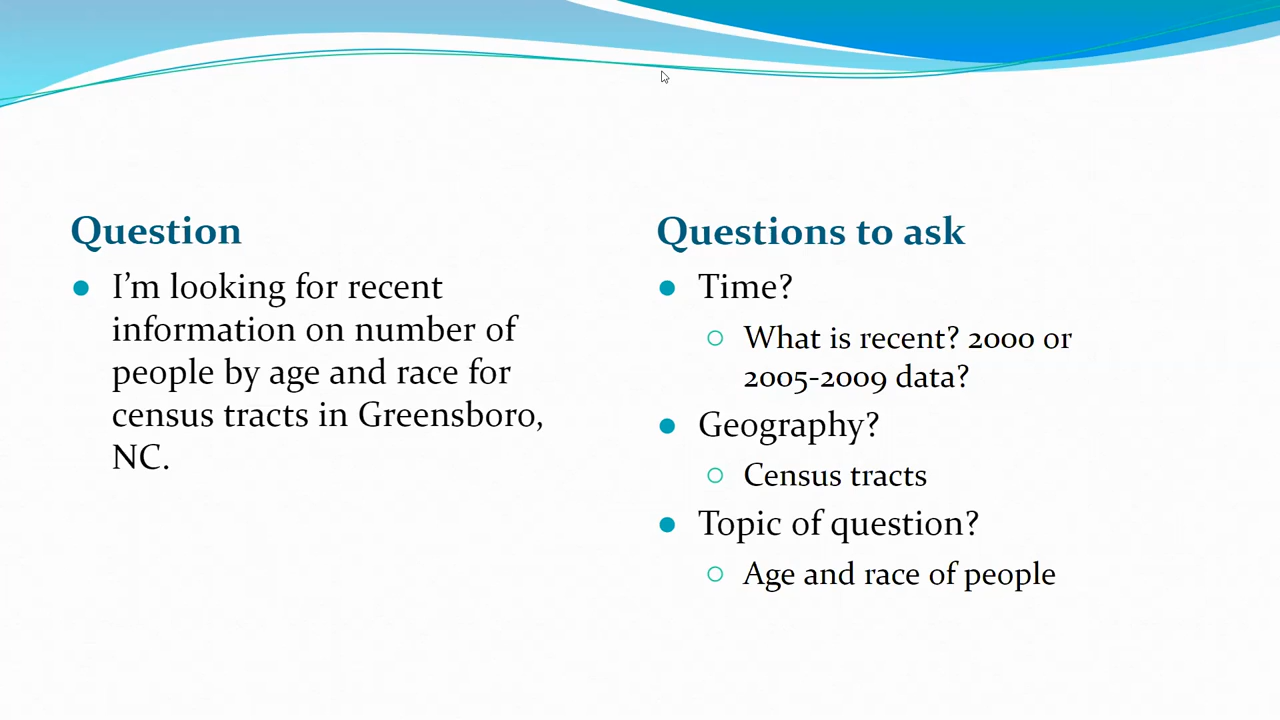 Question
I’m looking for recent
information on number of
people by age and race for
census tracts in Greensboro,
NC.
Questions to ask
Time?
What is recent? 2000 or
2005-2009 data?
Geography?
Census tracts
Topic of question?
Age and race of people